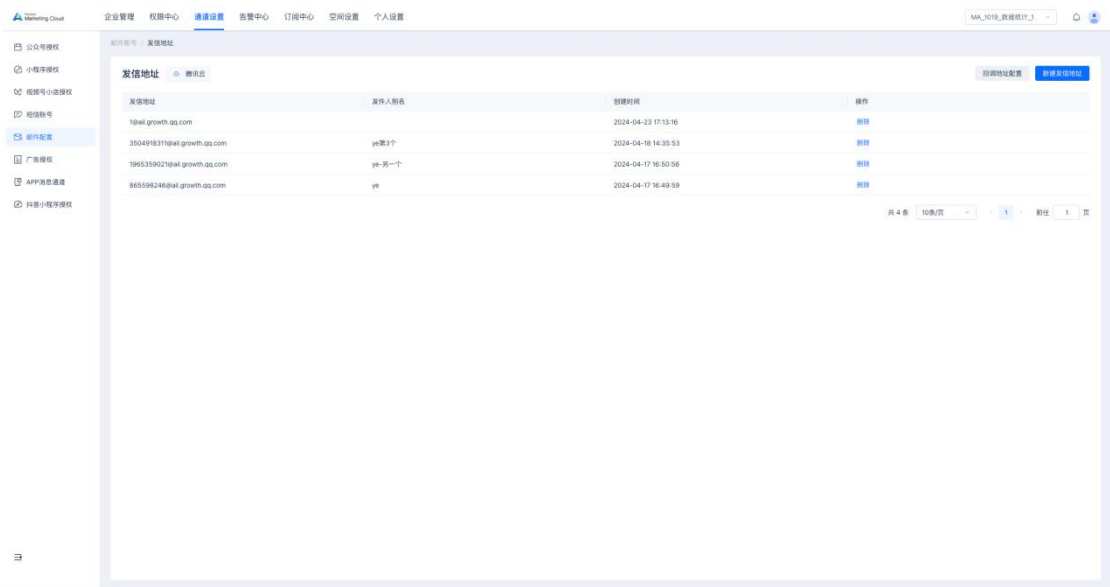 Marketing Cloud
企业管理 权限中心 通道设置 告警中心 订阅中心 空间设置 个人设置
MA_1019_数据统计_1
公众号授权
小程序授权
视频号小店授权
短信账号
邮件配置
广告授权
APP消息通道
抖音小程序授权
邮件账号 / 发信地址
发信地址 腾讯云
回调地址配置 新建发信地址
发信地址 发件人别名 创建时间 操作
1@ail.growth.qq.com 2024-04-23 17:13:16 删除
3504918311@ail.growth.qq.com ye第3个 2024-04-18 14:35:53 删除
1965359021@ail.growth.qq.com ye-另一个 2024-04-17 16:50:56 删除
865598246@ail.growth.qq.com ye 2024-04-17 16:49:59 删除
共 4 条 10条/页 1 前往 1 页